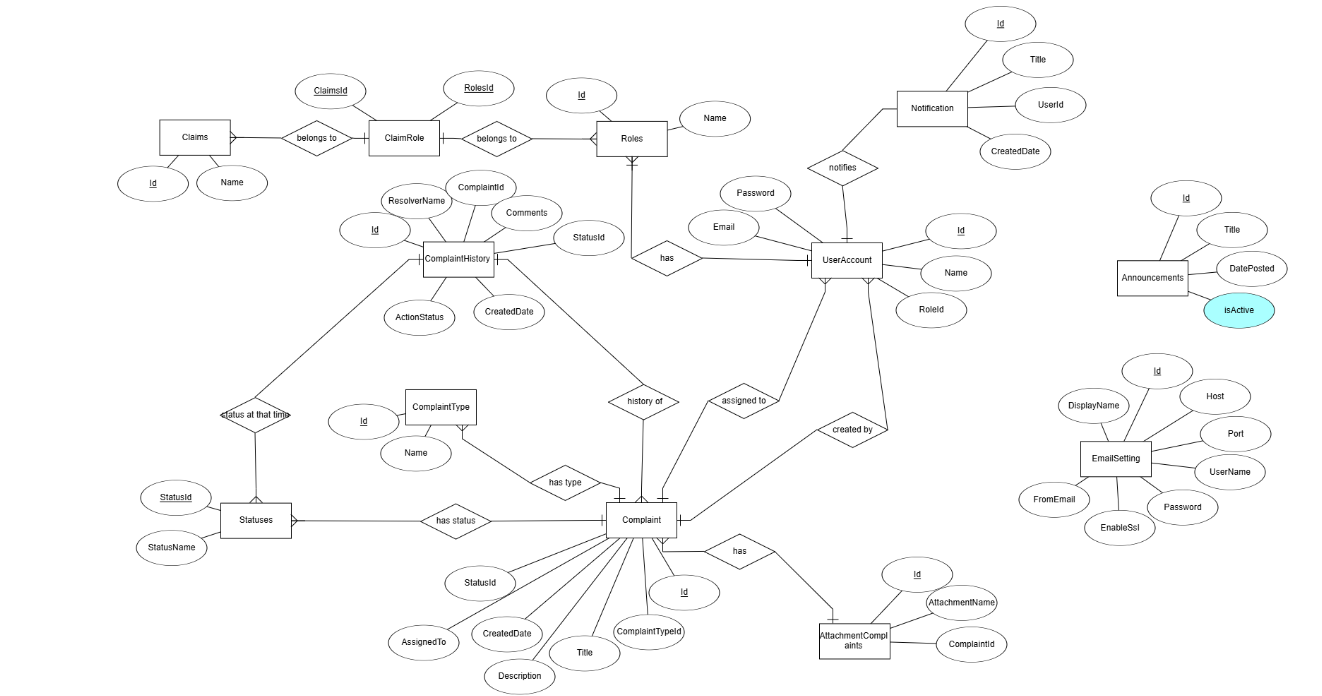 Id
Title
Notification
UserId
CreatedDate
notifies
ClaimsId
RolesId
Id
Name
Claims
belongs to
ClaimRole
belongs to
Roles
Id
Name
ResolverName
ComplaintId
Comments
Id
StatusId
ComplaintHistory
ActionStatus
CreatedDate
Password
Email
Id
has
UserAccount
Name
RoleId
Id
Title
DatePosted
Announcements
isActive
status at that time
ComplaintType
Id
Name
history of
assigned to
created by
Id
DisplayName
Host
Port
EmailSetting
UserName
FromEmail
Password
EnableSsl
has type
StatusId
Statuses
StatusName
has status
Complaint
has
StatusId
Id
AssignedTo
CreatedDate
ComplaintTypeId
Title
Description
Id
AttachmentName
AttachmentCompl
aints
ComplaintId